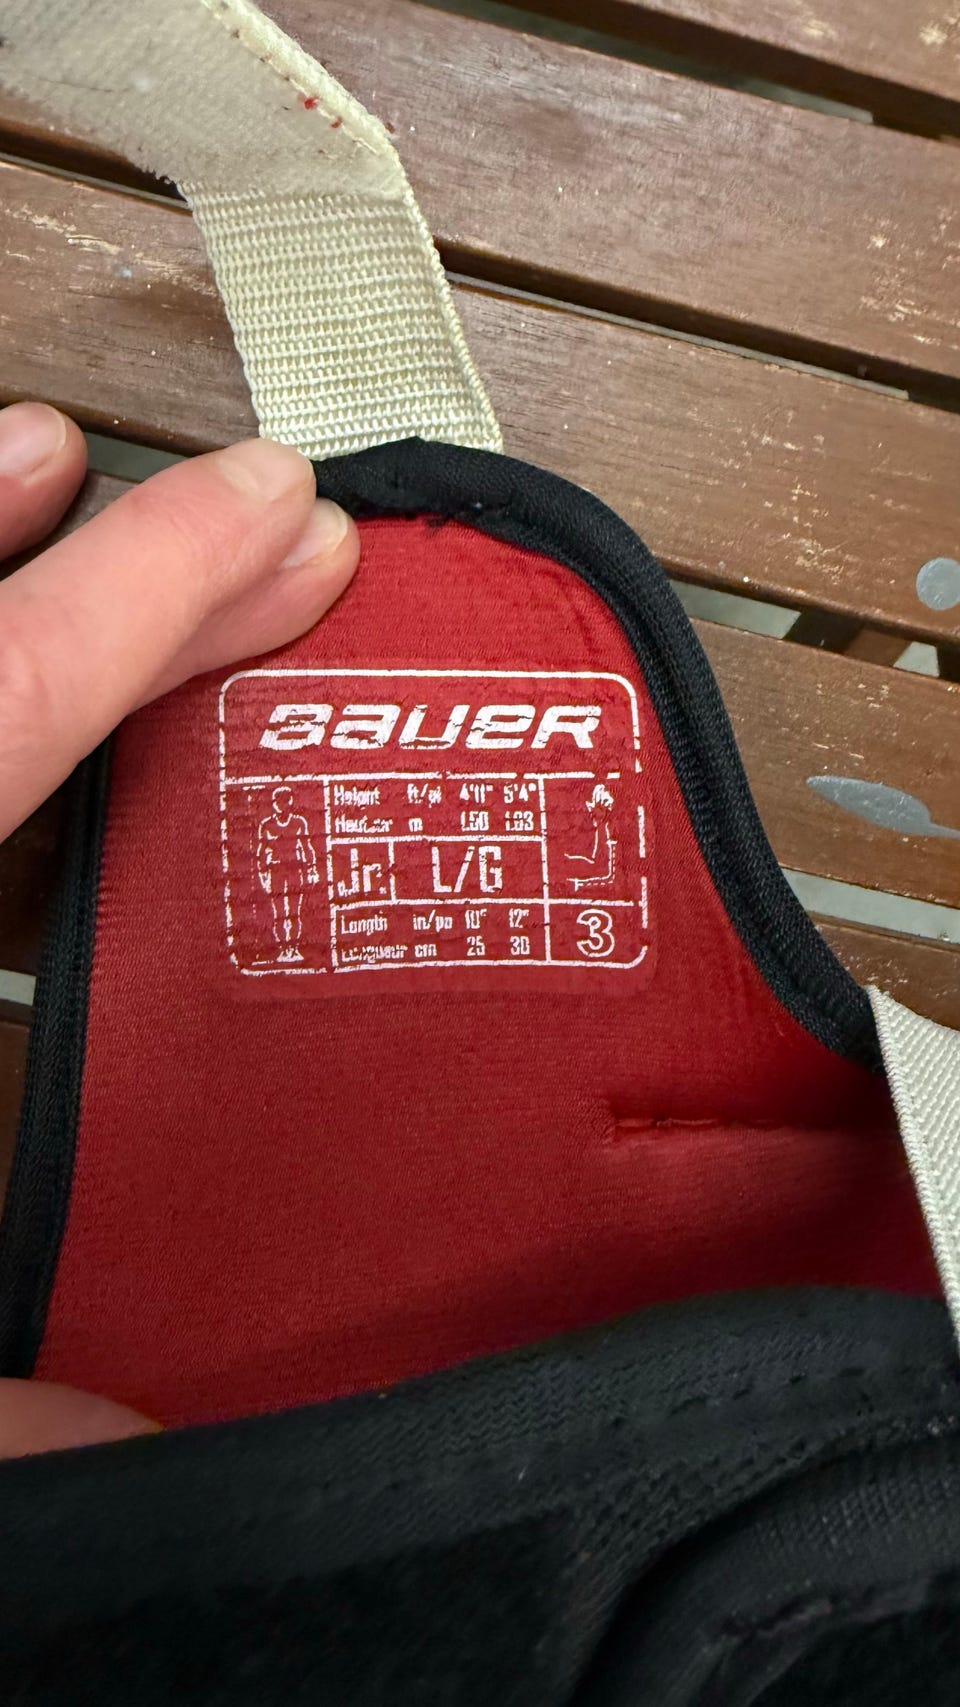 BAUER
Height ft/pi 4'11" 5'4"
Hauteur m 1.50 1.63
Jr. L/G
Length in/po 10" 12"
Longueur cm 25 30
3